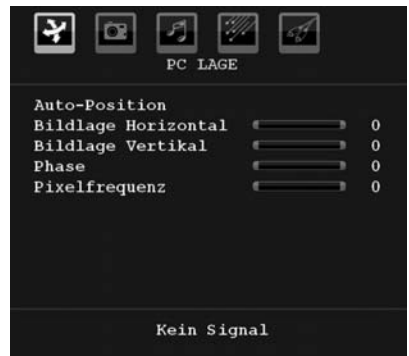 PC LAGE
Auto-Position
Bildlage Horizontal 0
Bildlage Vertikal 0
Phase 0
Pixelfrequenz 0
Kein Signal